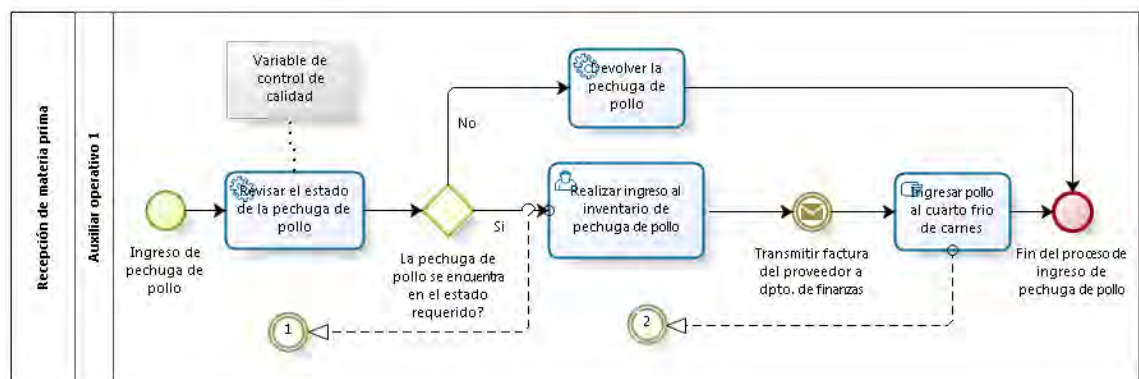 Recepción de materia prima
Auxiliar operativo 1
Variable de
control de
calidad
Ingreso de
pechuga de
pollo
Revisar el estado
de la pechuga de
pollo
No
Si
La pechuga de
pollo se encuentra
en el estado
requerido?
Devolver la
pechuga de
pollo
Realizar ingreso al
inventario de
pechuga de pollo
Transmitir factura
del proveedor a
dpto. de finanzas
Ingresar pollo
al cuarto frio
de carnes
Fin del proceso de
ingreso de
pechuga de pollo
1
2